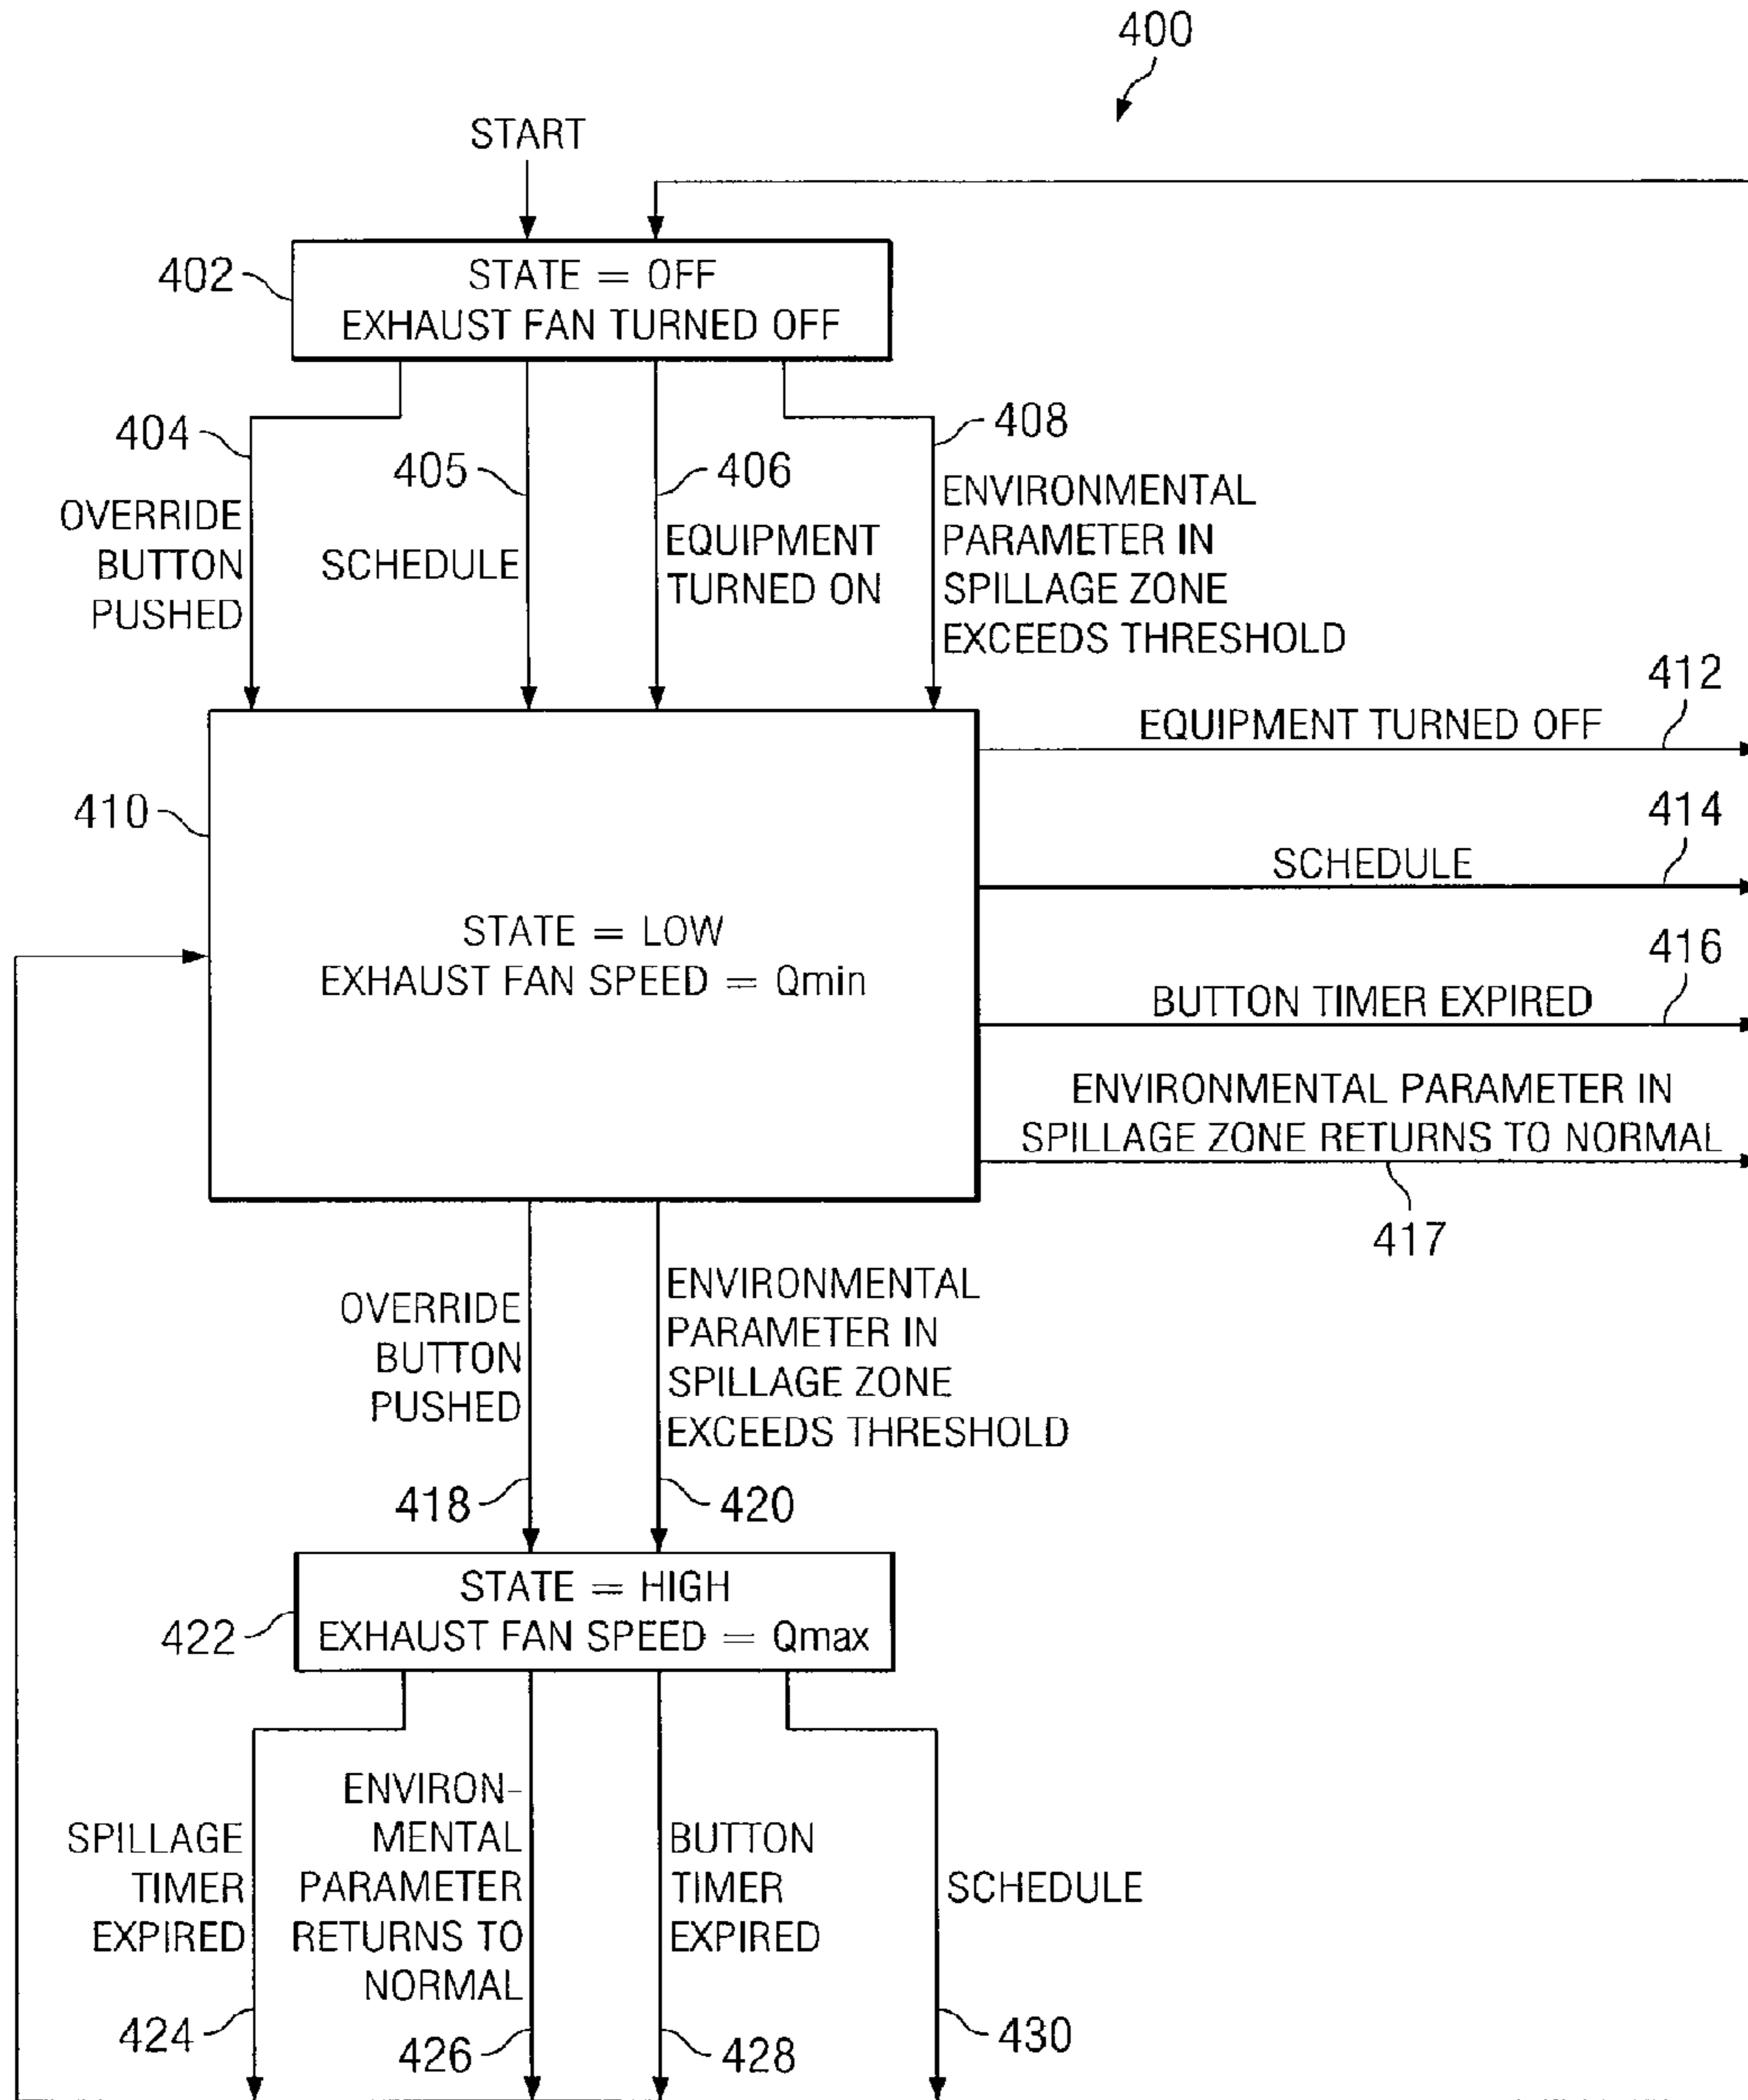 400
START
402
STATE = OFF
EXHAUST FAN TURNED OFF
404
OVERRIDE
BUTTON
PUSHED
405
SCHEDULE
406
EQUIPMENT
TURNED ON
408
ENVIRONMENTAL
PARAMETER IN
SPILLAGE ZONE
EXCEEDS THRESHOLD
410
STATE = LOW
EXHAUST FAN SPEED = Qmin
EQUIPMENT TURNED OFF
412
SCHEDULE
414
BUTTON TIMER EXPIRED
416
ENVIRONMENTAL PARAMETER IN
SPILLAGE ZONE RETURNS TO NORMAL
417
OVERRIDE
BUTTON
PUSHED
418
ENVIRONMENTAL
PARAMETER IN
SPILLAGE ZONE
EXCEEDS THRESHOLD
420
422
STATE = HIGH
EXHAUST FAN SPEED = Qmax
SPILLAGE
TIMER
EXPIRED
424
ENVIRON-
MENTAL
PARAMETER
RETURNS TO
NORMAL
426
BUTTON
TIMER
EXPIRED
428
SCHEDULE
430